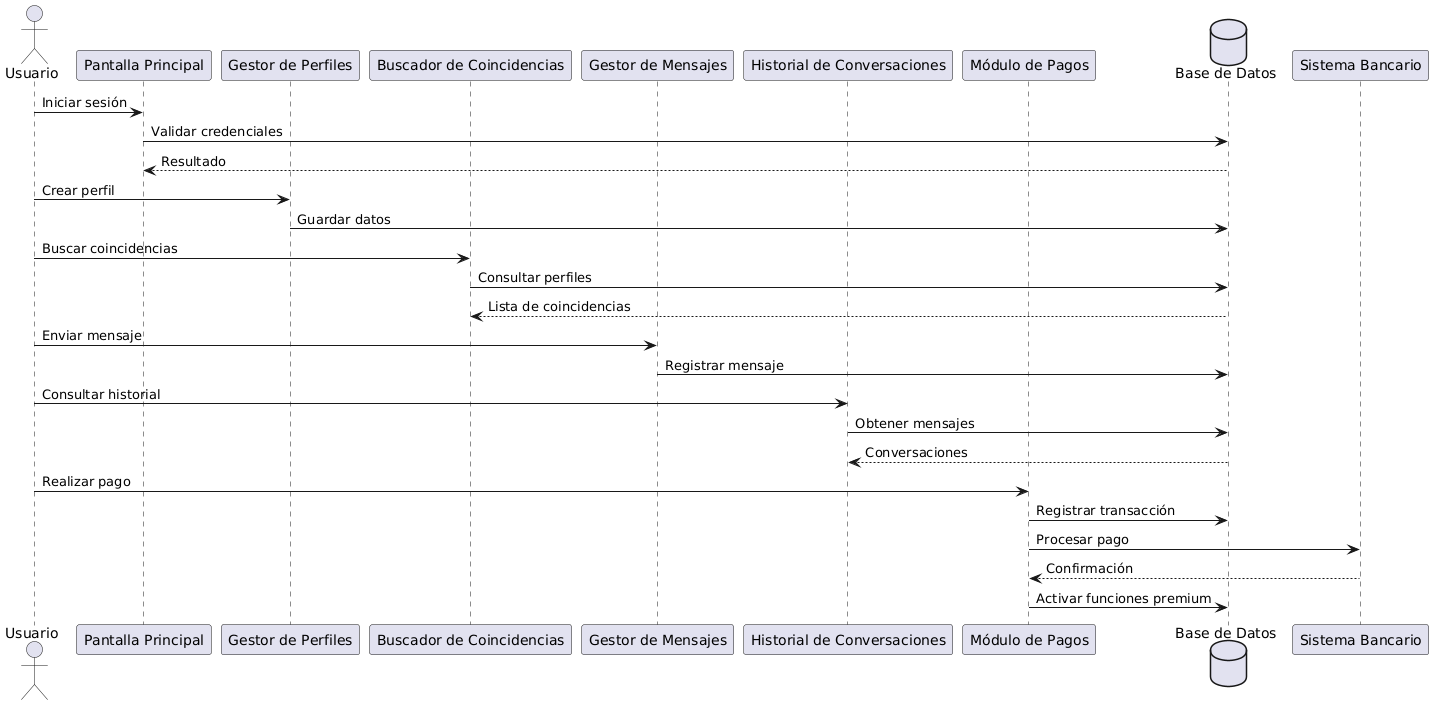 Usuario
Pantalla Principal
Gestor de Perfiles
Buscador de Coincidencias
Gestor de Mensajes
Historial de Conversaciones
Módulo de Pagos
Base de Datos
Sistema Bancario
Iniciar sesión
Validar credenciales
Resultado
Crear perfil
Guardar datos
Buscar coincidencias
Consultar perfiles
Lista de coincidencias
Enviar mensaje
Registrar mensaje
Consultar historial
Obtener mensajes
Conversaciones
Realizar pago
Registrar transacción
Procesar pago
Confirmación
Activar funciones premium
Usuario
Pantalla Principal
Gestor de Perfiles
Buscador de Coincidencias
Gestor de Mensajes
Historial de Conversaciones
Módulo de Pagos
Base de Datos
Sistema Bancario